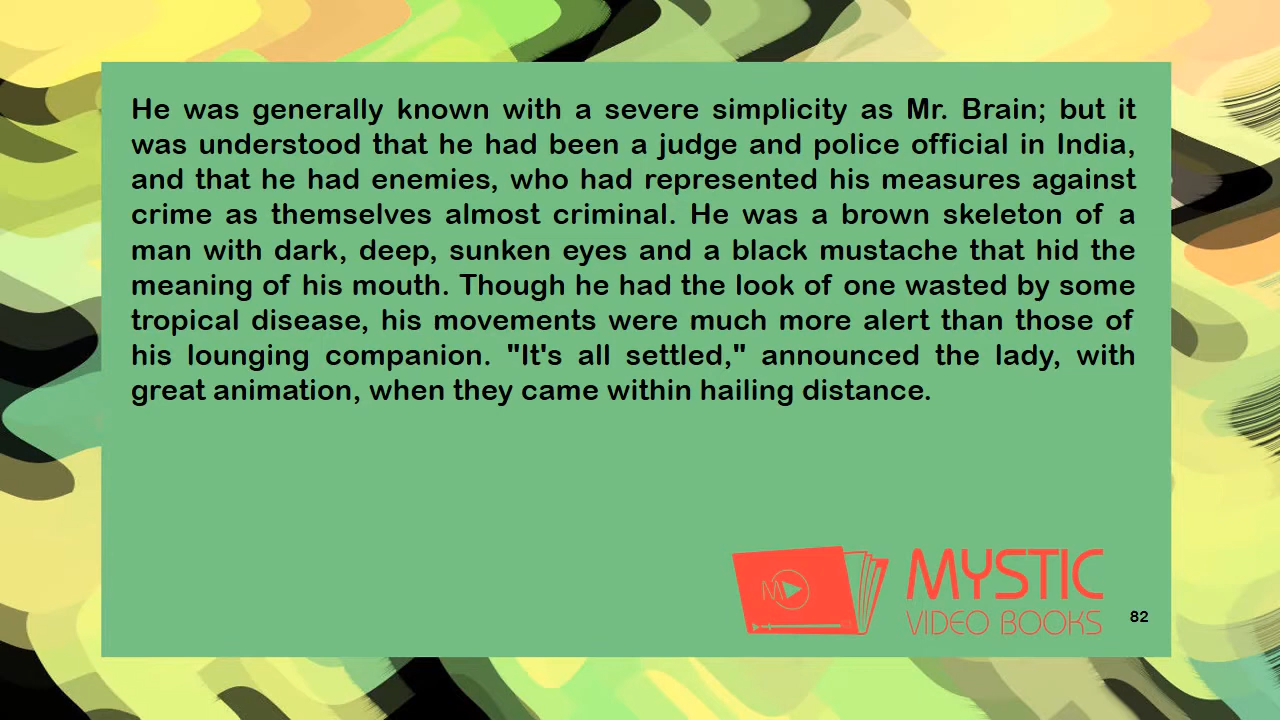 He was generally known with a severe simplicity as Mr. Brain; but it
was understood that he had been a judge and police official in India,
and that he had enemies, who had represented his measures against
crime as themselves almost criminal. He was a brown skeleton of a
man with dark, deep, sunken eyes and a black mustache that hid the
meaning of his mouth. Though he had the look of one wasted by some
tropical disease, his movements were much more alert than those of
his lounging companion. "It's all settled," announced the lady, with
great animation, when they came within hailing distance.
M
MYSTIC
VIDEO BOOKS
82